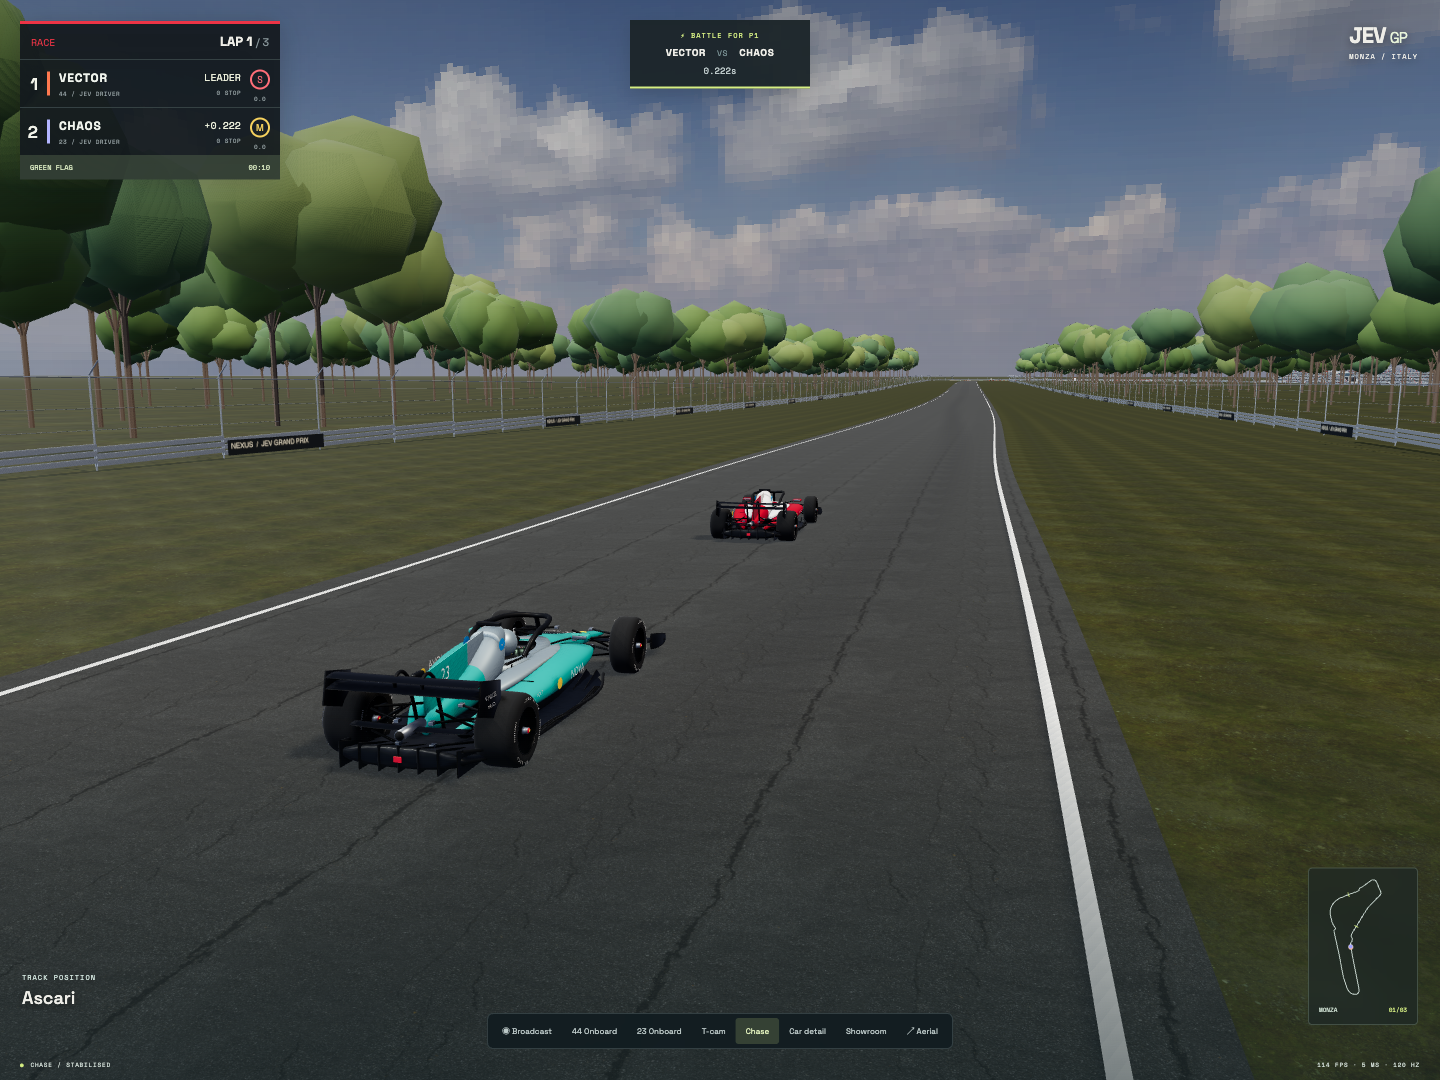 RACE LAP 1 / 3
1 VECTOR LEADER S
44 / JEV DRIVER 0 STOP 0.0
2 CHAOS +0.222 M
23 / JEV DRIVER 0 STOP 0.0
GREEN FLAG 00:10
⚡ BATTLE FOR P1
VECTOR VS CHAOS
0.222s
JEV GP
MONZA / ITALY
NEXUS / JEV GRAND PRIX
23
TRACK POSITION
Ascari
MONZA 01/03
◉ Broadcast 44 Onboard 23 Onboard T-cam Chase Car detail Showroom ↗ Aerial
CHASE / STABILISED
114 FPS · 5 MS · 120 HZ